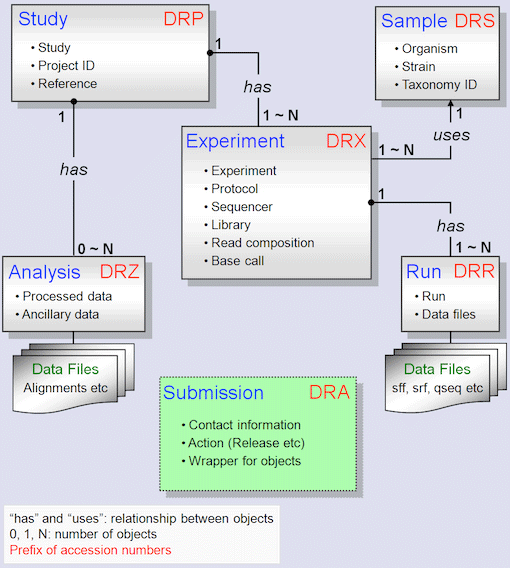 Study DRP
• Study
• Project ID
• Reference
Sample DRS
• Organism
• Strain
• Taxonomy ID
1
has
1 ~ N
1
uses
1 ~ N
Experiment DRX
• Experiment
• Protocol
• Sequencer
• Library
• Read composition
• Base call
1
has
0 ~ N
1
has
1 ~ N
Analysis DRZ
• Processed data
• Ancillary data
Run DRR
• Run
• Data files
Data Files
Alignments etc
Data Files
sff, srf, qseq etc
Submission DRA
• Contact information
• Action (Release etc)
• Wrapper for objects
“has” and “uses”: relationship between objects
0, 1, N: number of objects
Prefix of accession numbers